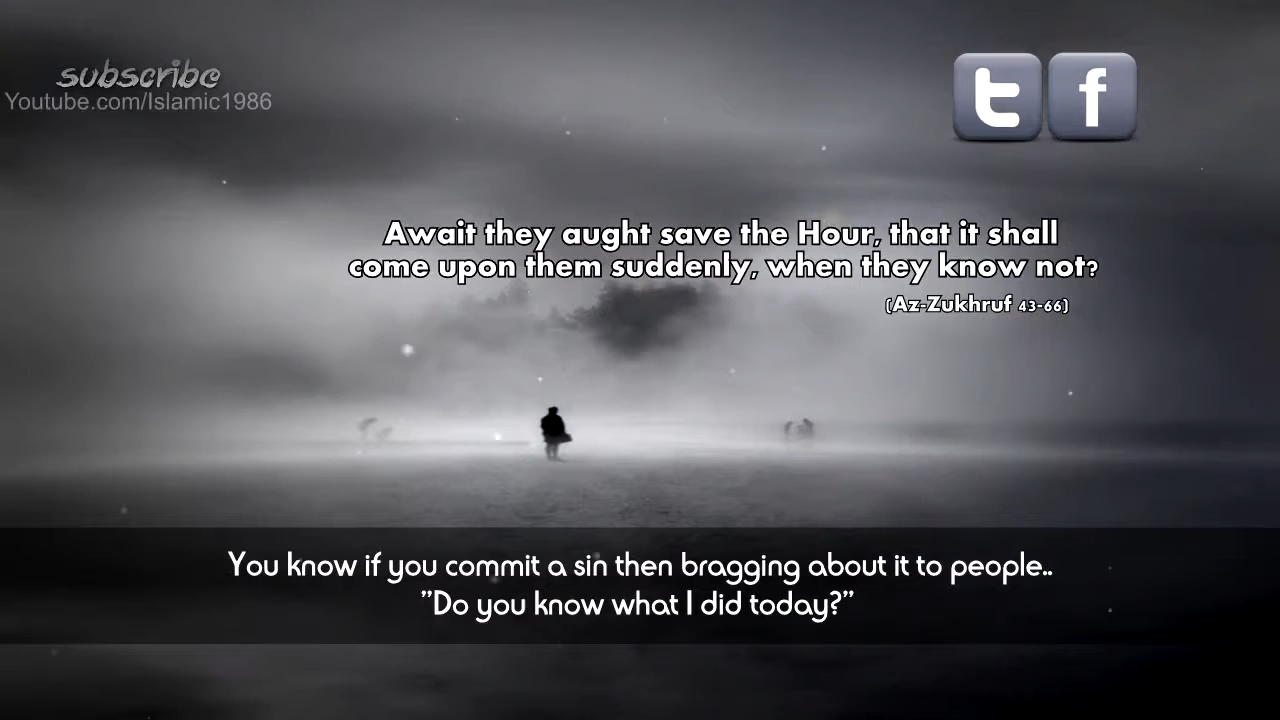 subscribe
Youtube.com/Islamic1986
t f
Await they aught save the Hour, that it shall
come upon them suddenly, when they know not?
(Az-Zukhruf 43-66)
You know if you commit a sin then bragging about it to people..
"Do you know what I did today?"